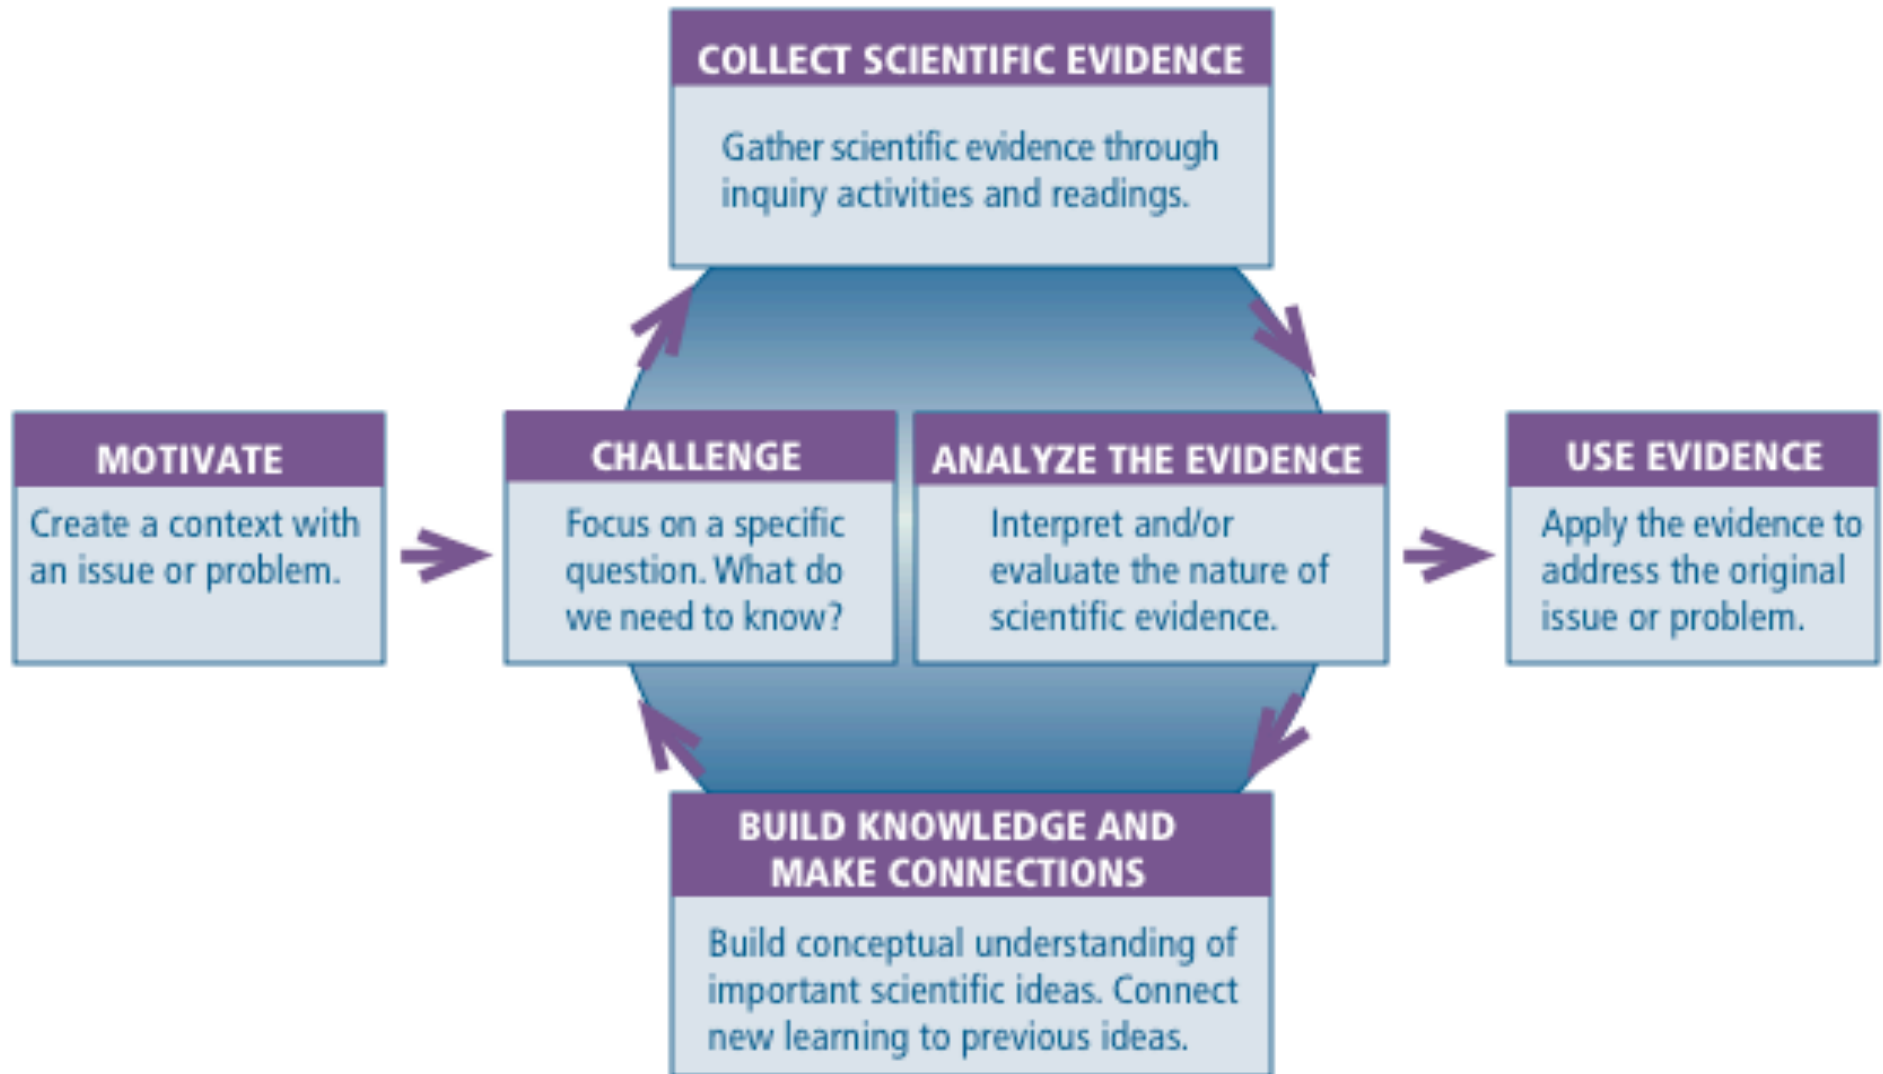 COLLECT SCIENTIFIC EVIDENCE
Gather scientific evidence through
inquiry activities and readings.
MOTIVATE
Create a context with
an issue or problem.
CHALLENGE
Focus on a specific
question. What do
we need to know?
ANALYZE THE EVIDENCE
Interpret and/or
evaluate the nature of
scientific evidence.
USE EVIDENCE
Apply the evidence to
address the original
issue or problem.
BUILD KNOWLEDGE AND
MAKE CONNECTIONS
Build conceptual understanding of
important scientific ideas. Connect
new learning to previous ideas.